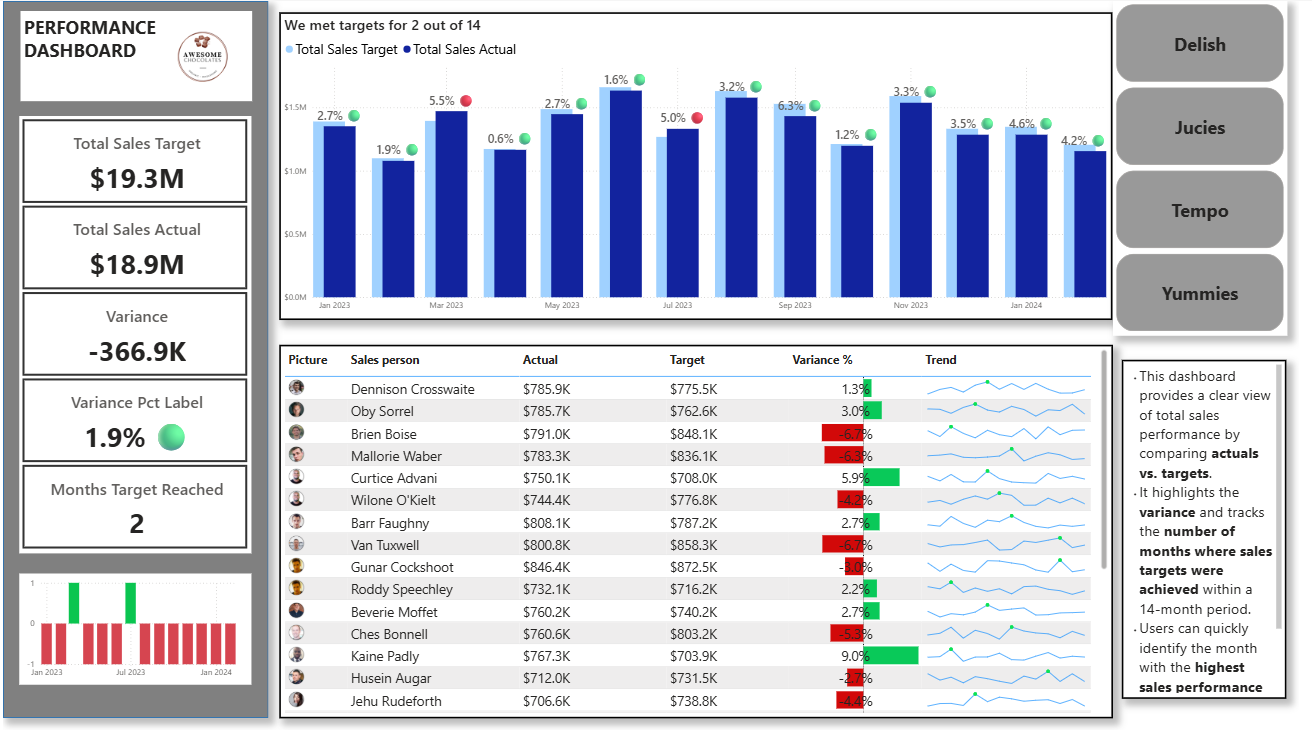 PERFORMANCE
DASHBOARD
AWESOME
CHOCOLATES
Total Sales Target
$19.3M
Total Sales Actual
$18.9M
Variance
-366.9K
Variance Pct Label
1.9%
Months Target Reached
2
1
0
-1
Jan 2023 Jul 2023 Jan 2024
We met targets for 2 out of 14
Total Sales Target Total Sales Actual
$1.5M
$1.0M
$0.5M
$0.0M
2.7% 1.9% 5.5% 0.6% 2.7% 1.6% 5.0% 3.2% 6.3% 1.2% 3.3% 3.5% 4.6% 4.2%
Jan 2023 Mar 2023 May 2023 Jul 2023 Sep 2023 Nov 2023 Jan 2024
Picture Sales person Actual Target Variance % Trend
Dennison Crosswaite $785.9K $775.5K 1.3%
Oby Sorrel $785.7K $762.6K 3.0%
Brien Boise $791.0K $848.1K -6.7%
Mallorie Waber $783.3K $836.1K -6.3%
Curtice Advani $750.1K $708.0K 5.9%
Wilone O'Kielt $744.4K $776.8K -4.2%
Barr Faughny $808.1K $787.2K 2.7%
Van Tuxwell $800.8K $858.3K -6.7%
Gunar Cockshoot $846.4K $872.5K -3.0%
Roddy Speechley $732.1K $716.2K 2.2%
Beverie Moffet $760.2K $740.2K 2.7%
Ches Bonnell $760.6K $803.2K -5.3%
Kaine Padly $767.3K $703.9K 9.0%
Husein Augar $712.0K $731.5K -2.7%
Jehu Rudeforth $706.6K $738.8K -4.4%
Delish
Jucies
Tempo
Yummies
· This dashboard
provides a clear view
of total sales
performance by
comparing actuals
vs. targets.
· It highlights the
variance and tracks
the number of
months where sales
targets were
achieved within a
14-month period.
· Users can quickly
identify the month
with the highest
sales performance